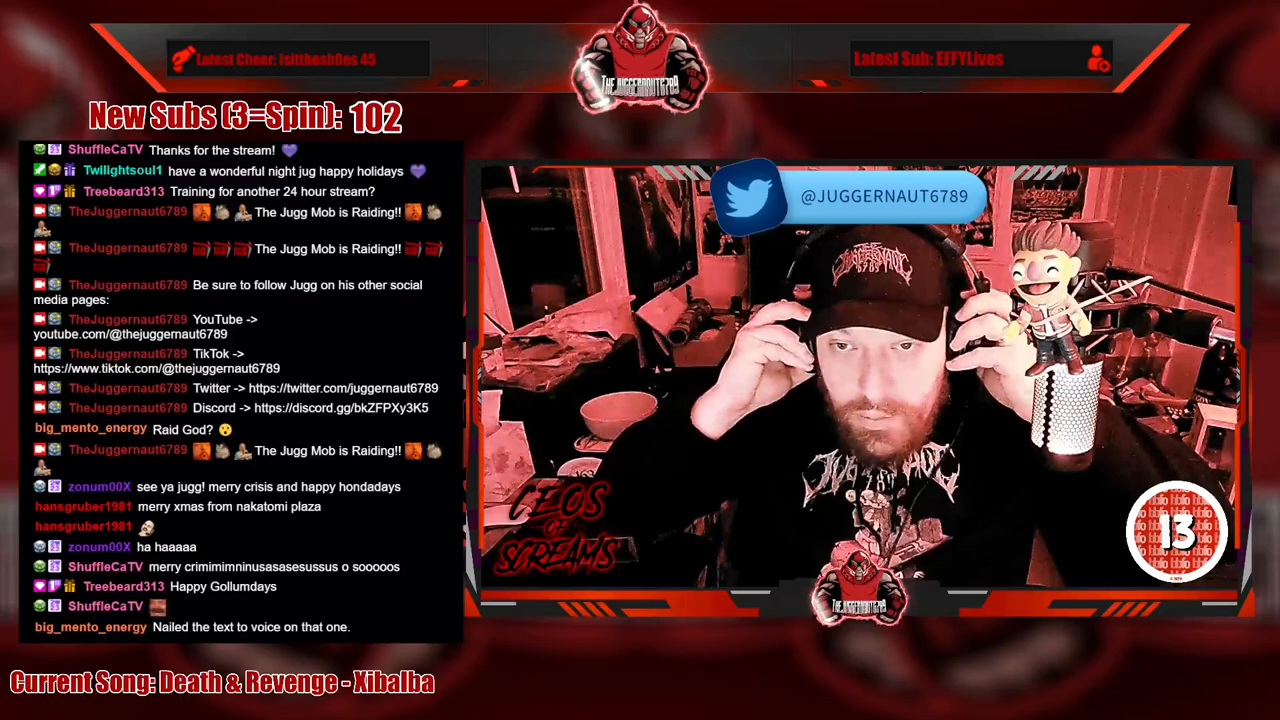 Latest Cheer: isittheshOes 45
THEJUGGERNAUT6789
Latest Sub: EFFYLives
New Subs (3=Spin): 102
ShuffleCaTV Thanks for the stream!
Twilightsoul1 have a wonderful night jug happy holidays
Treebeard313 Training for another 24 hour stream?
TheJuggernaut6789 The Jugg Mob is Raiding!!
TheJuggernaut6789 The Jugg Mob is Raiding!!
TheJuggernaut6789 Be sure to follow Jugg on his other social
media pages:
TheJuggernaut6789 YouTube ->
youtube.com/@thejuggernaut6789
TheJuggernaut6789 TikTok ->
https://www.tiktok.com/@thejuggernaut6789
TheJuggernaut6789 Twitter -> https://twitter.com/juggernaut6789
TheJuggernaut6789 Discord -> https://discord.gg/bkZFPXy3K5
big_mento_energy Raid God?
TheJuggernaut6789 The Jugg Mob is Raiding!!
zonum00X see ya jugg! merry crisis and happy hondadays
hansgruber1981 merry xmas from nakatomi plaza
hansgruber1981
zonum00X ha haaaaa
ShuffleCaTV merry crimimimninusasasesussus o sooooos
Treebeard313 Happy Gollumdays
ShuffleCaTV
big_mento_energy Nailed the text to voice on that one.
@JUGGERNAUT6789
THE
JUGGERNAUT
6789
JUGGERNAUT
CEOS
OF
SCREAMS
13
THEJUGGERNAUT6789
Current Song: Death & Revenge - Xibalba